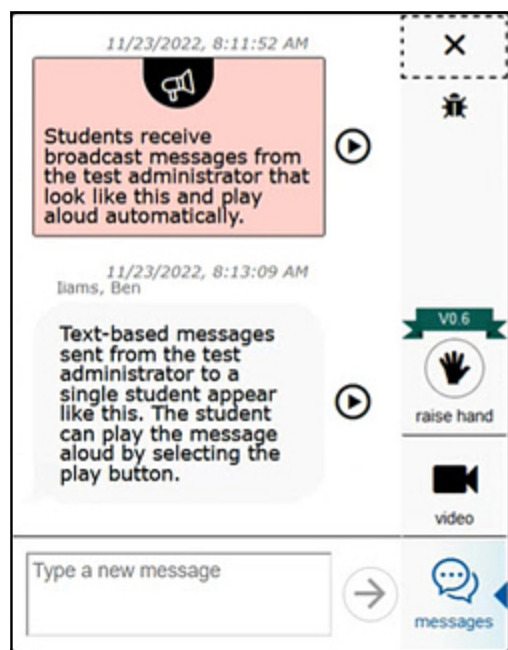 11/23/2022, 8:11:52 AM
Students receive
broadcast messages from
the test administrator that
look like this and play
aloud automatically.
11/23/2022, 8:13:09 AM
Iiams, Ben
Text-based messages
sent from the test
administrator to a
single student appear
like this. The student
can play the message
aloud by selecting the
play button.
V0.6
raise hand
video
Type a new message
messages